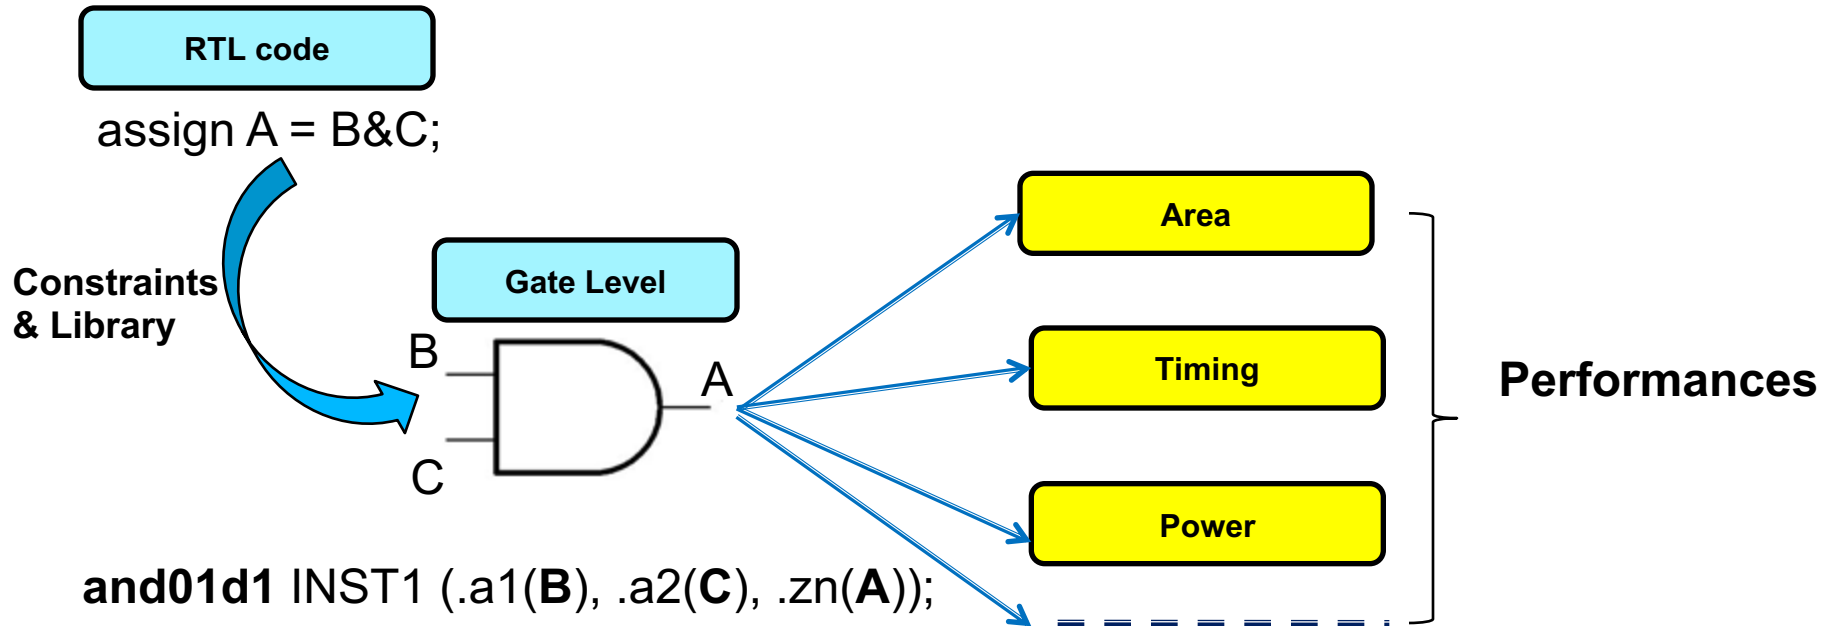 RTL code
assign A = B&C;
Constraints
& Library
Gate Level
B
A
C
and01d1 INST1 (.a1(B), .a2(C), .zn(A));
Area
Timing
Power
Performances